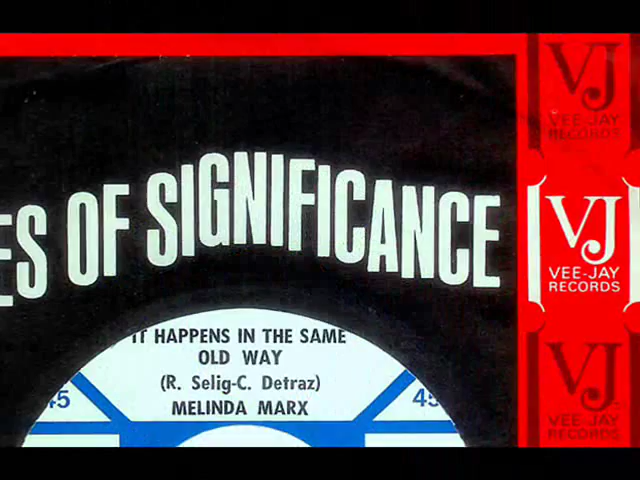 ES OF SIGNIFICANCE
IT HAPPENS IN THE SAME
OLD WAY
(R. Selig-C. Detraz)
MELINDA MARX
45
45
VJ
VEE-JAY
RECORDS
VJ
VEE-JAY
RECORDS
VJ
VEE-JAY
RECORDS